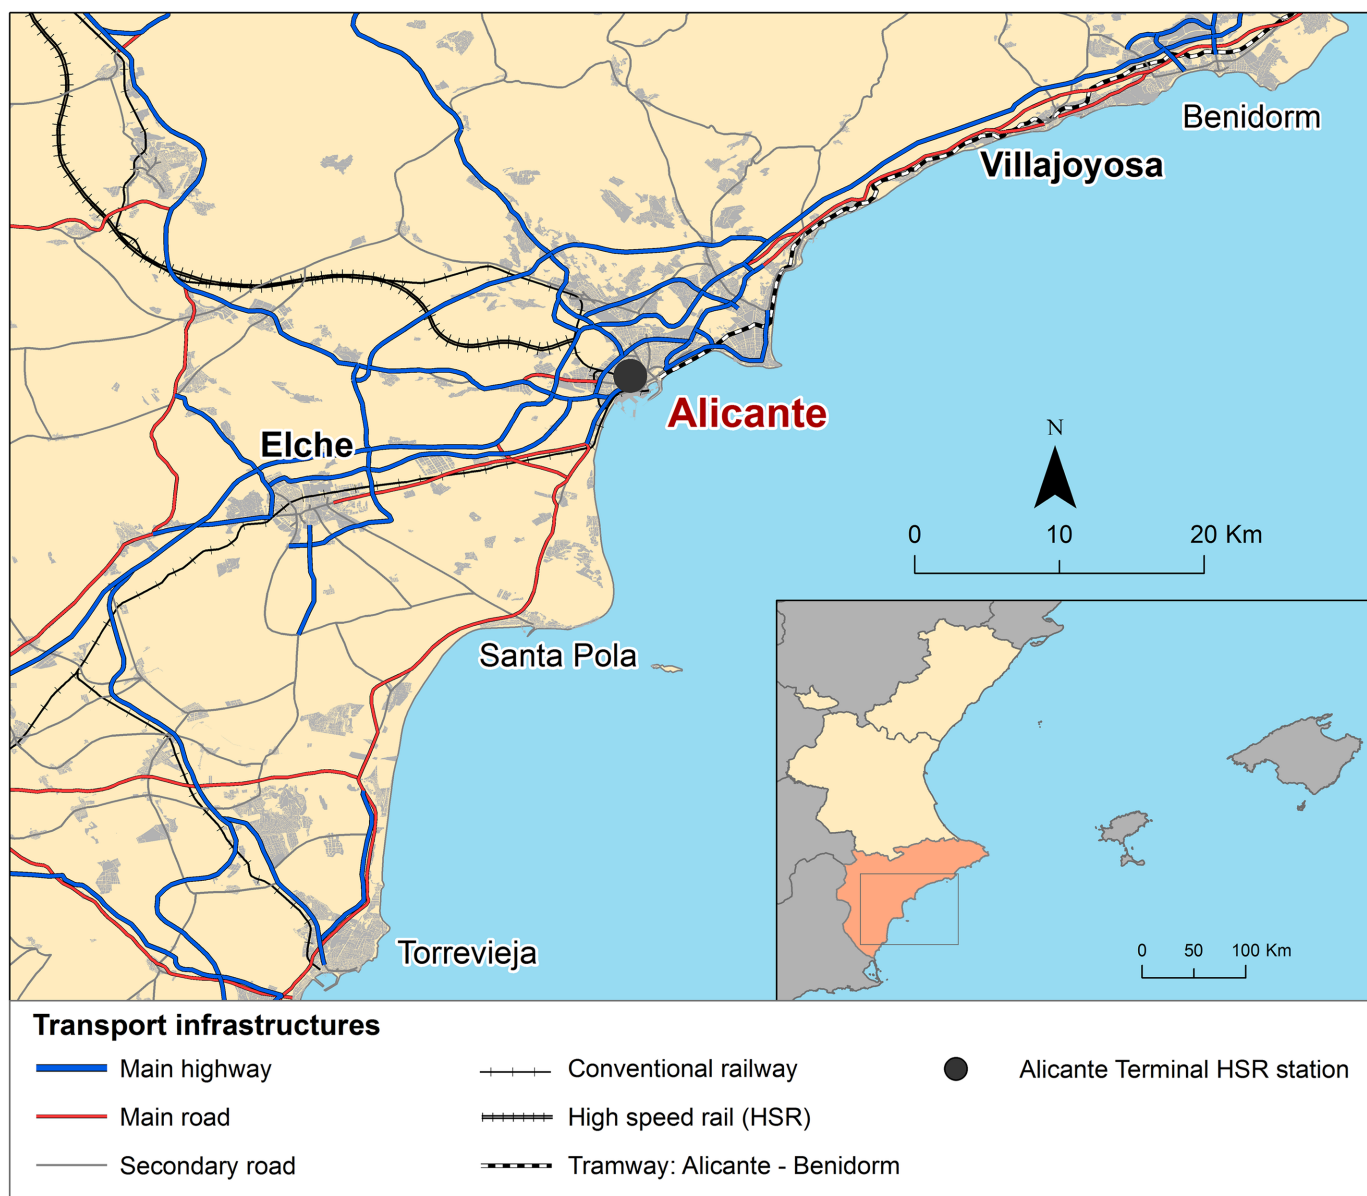 Benidorm
Villajoyosa
Alicante
Elche
N
0 10 20 Km
Santa Pola
Torrevieja
0 50 100 Km
Transport infrastructures
Main highway
Main road
Secondary road
Conventional railway
High speed rail (HSR)
Tramway: Alicante - Benidorm
Alicante Terminal HSR station